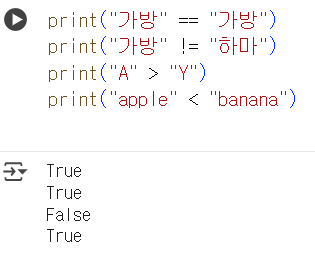 print("가방" == "가방")
print("가방" != "하마")
print("A" > "Y")
print("apple" < "banana")
True
True
False
True